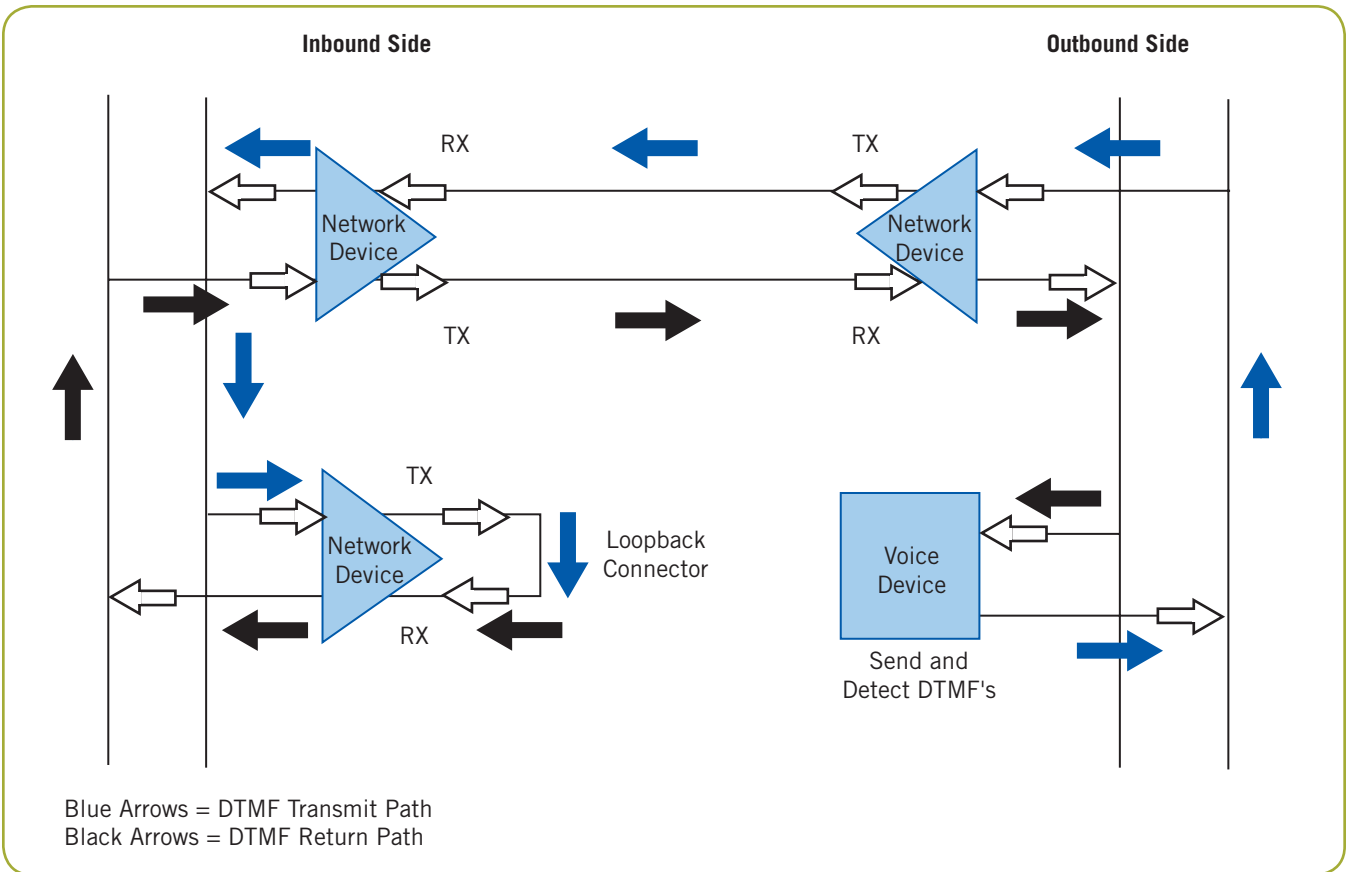 Inbound Side
Outbound Side
RX
TX
Network
Device
Network
Device
TX
RX
TX
Network
Device
Loopback
Connector
RX
Voice
Device
Send and
Detect DTMF's
Blue Arrows = DTMF Transmit Path
Black Arrows = DTMF Return Path